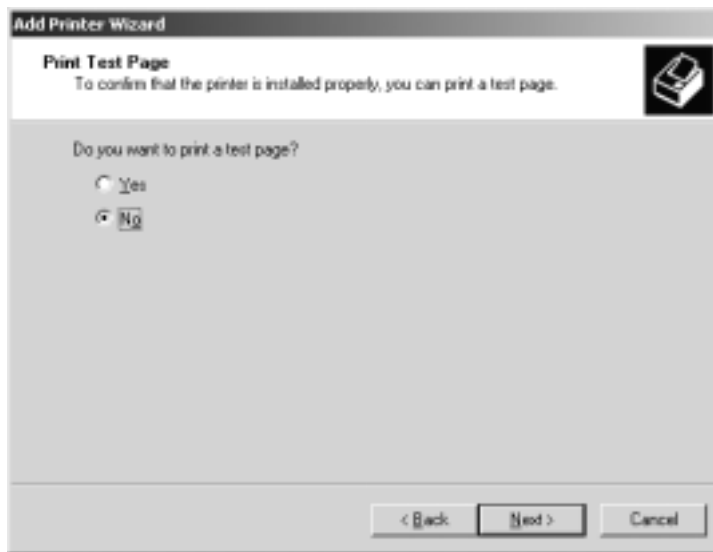 Add Printer Wizard
Print Test Page
To confirm that the printer is installed properly, you can print a test page.
Do you want to print a test page?
Yes
No
< Back
Next >
Cancel